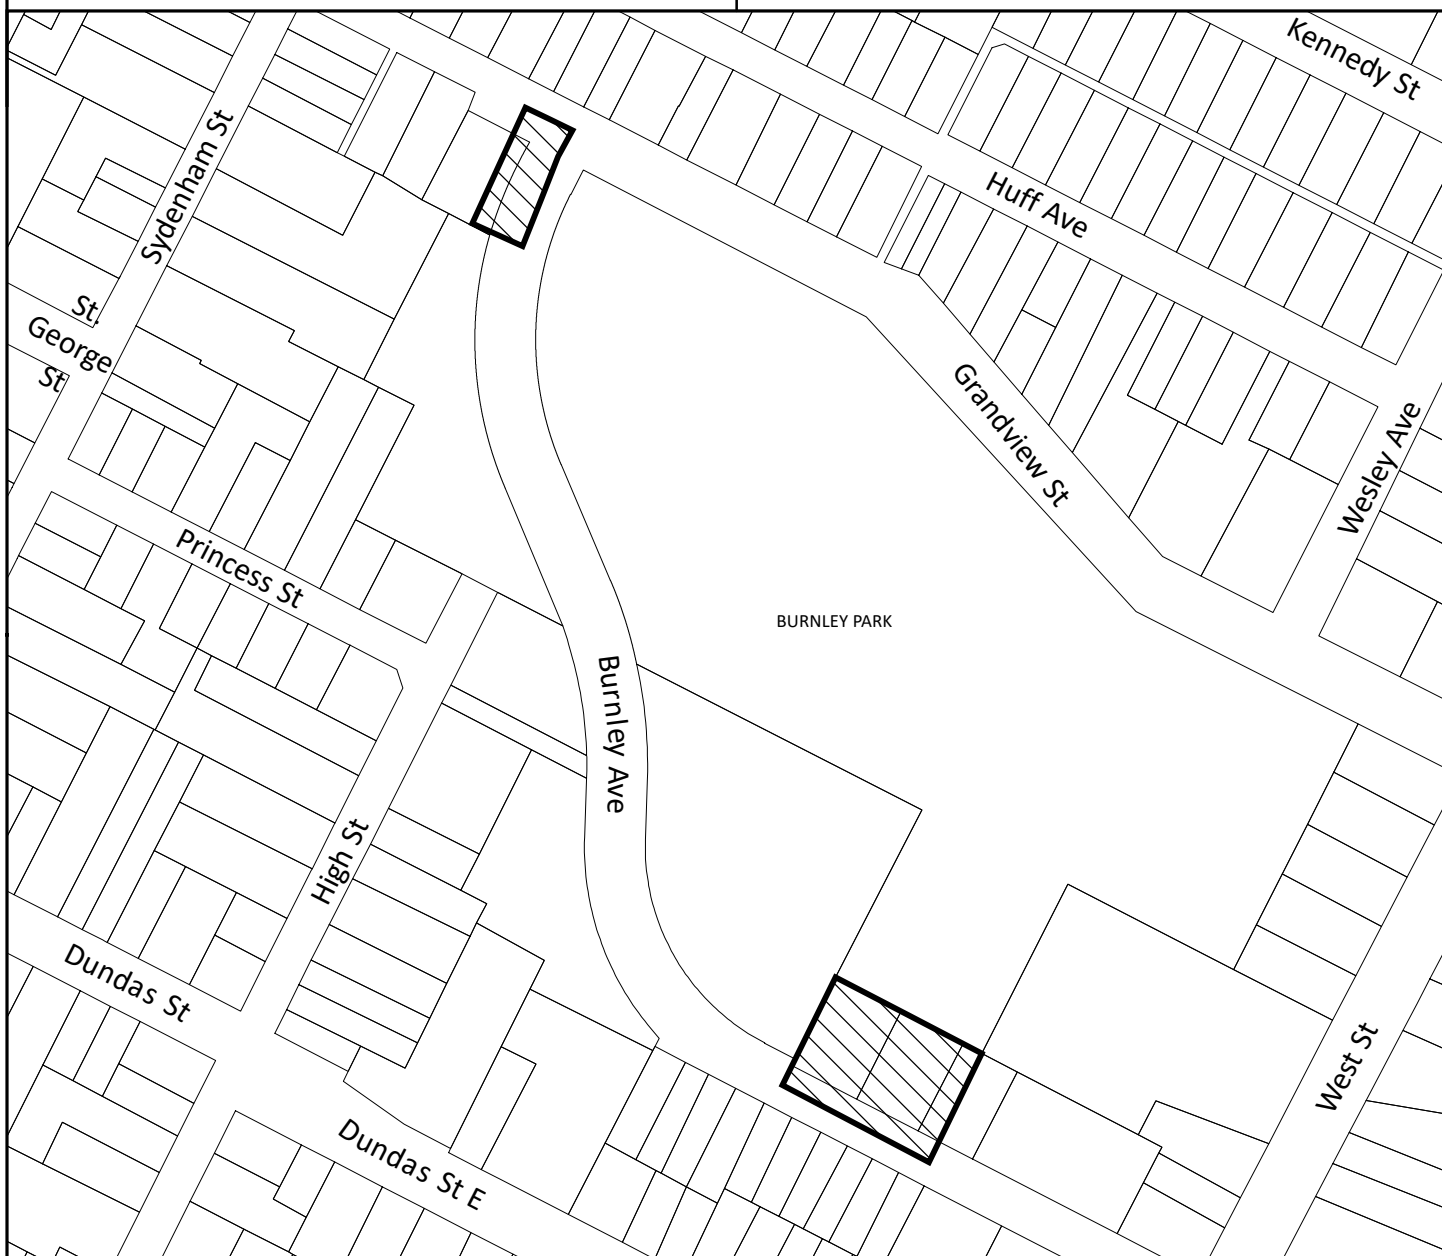 Kennedy St
Sydenham St
Huff Ave
St.
George
St
Grandview St
Wesley Ave
Princess St
BURNLEY PARK
Burnley Ave
High St
Dundas St
West St
Dundas St E